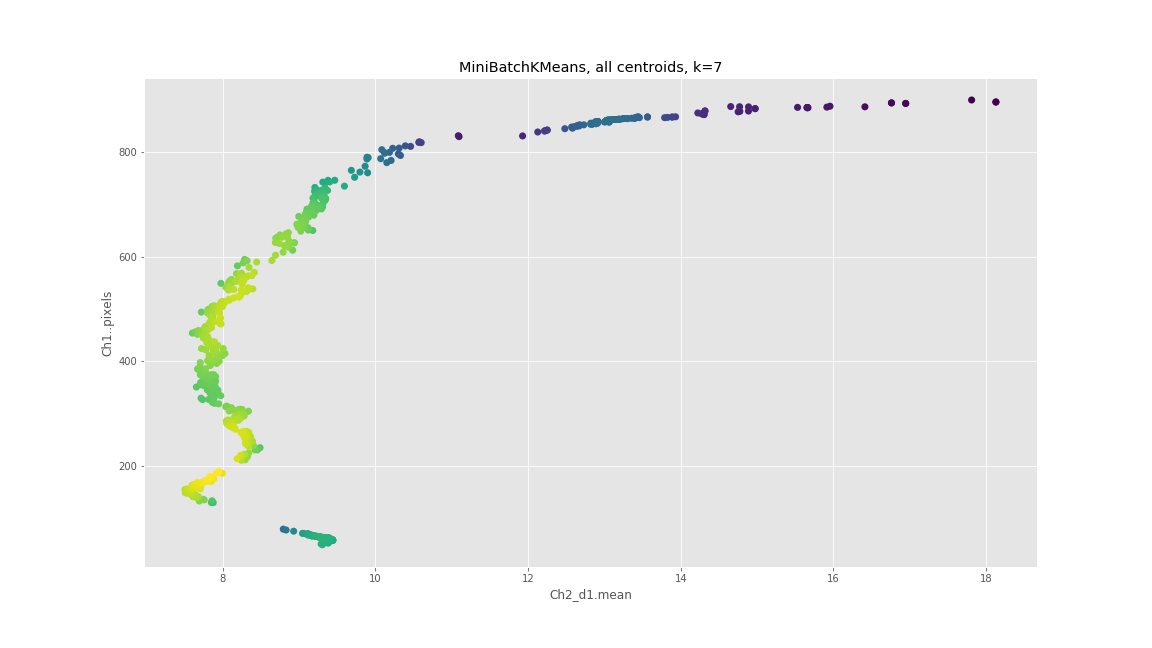 MiniBatchKMeans, all centroids, k=7
800
600
400
200
Ch1..pixels
8 10 12 14 16 18
Ch2_d1.mean